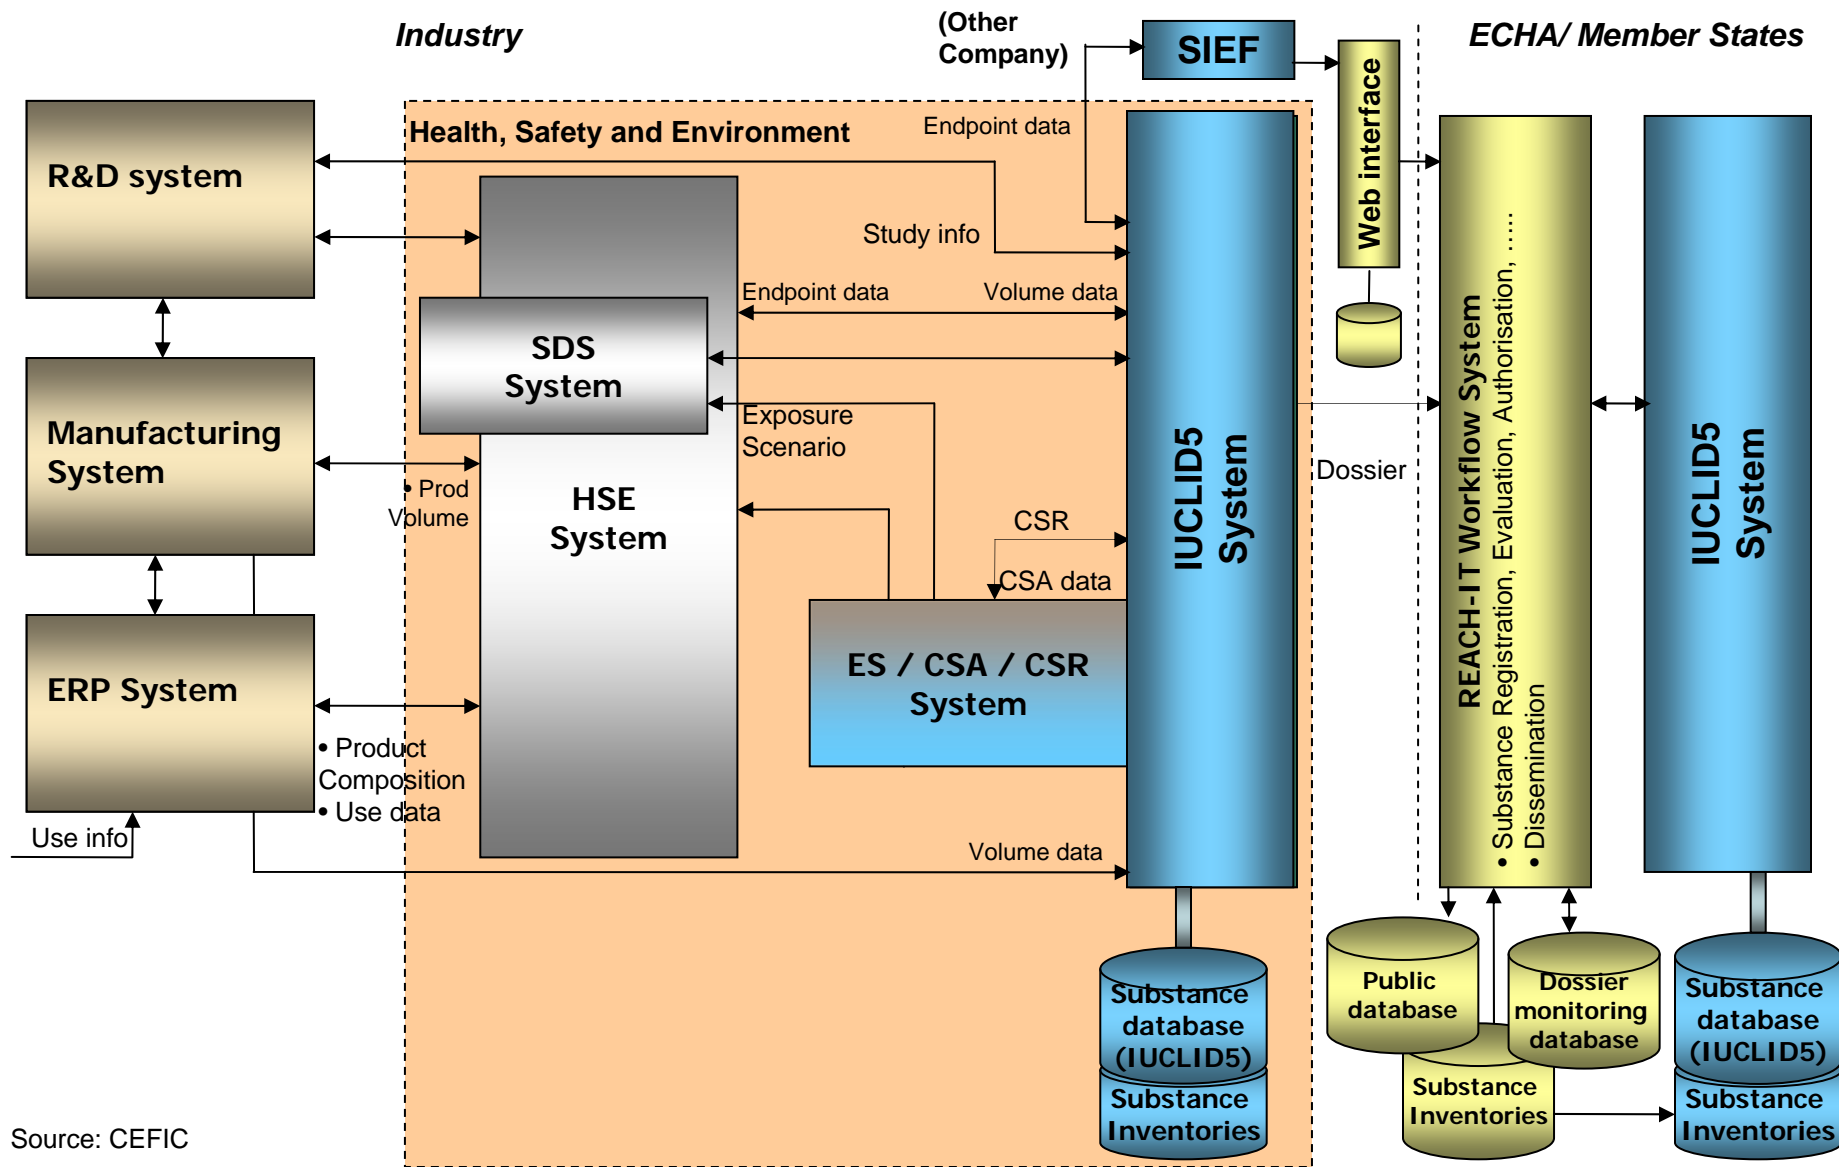 Industry
(Other
Company)
SIEF
ECHA/ Member States
Health, Safety and Environment
Endpoint data
Web interface
R&D system
Study info
Endpoint data
Volume data
SDS
System
Manufacturing
System
Exposure
Scenario
• Prod
Volume
HSE
System
IUCLID5
System
Dossier
REACH-IT Workflow System
• Substance Registration, Evaluation, Authorisation, …..
• Dissemination
IUCLID5
System
CSR
CSA data
ES / CSA / CSR
System
ERP System
• Product
Composition
• Use data
Use info
Volume data
Substance
database
(IUCLID5)
Substance
Inventories
Public
database
Dossier
monitoring
database
Substance
Inventories
Substance
database
(IUCLID5)
Substance
Inventories
Source: CEFIC